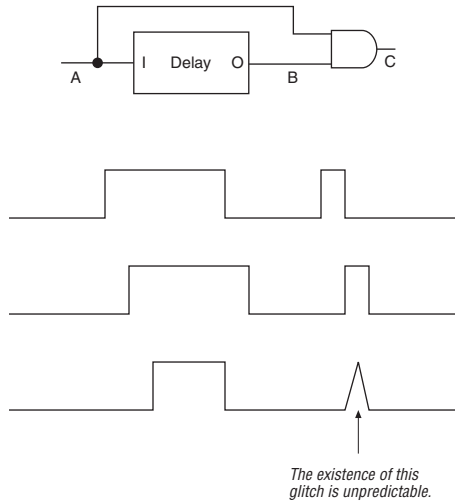 A
I Delay O
B
C
The existence of this
glitch is unpredictable.